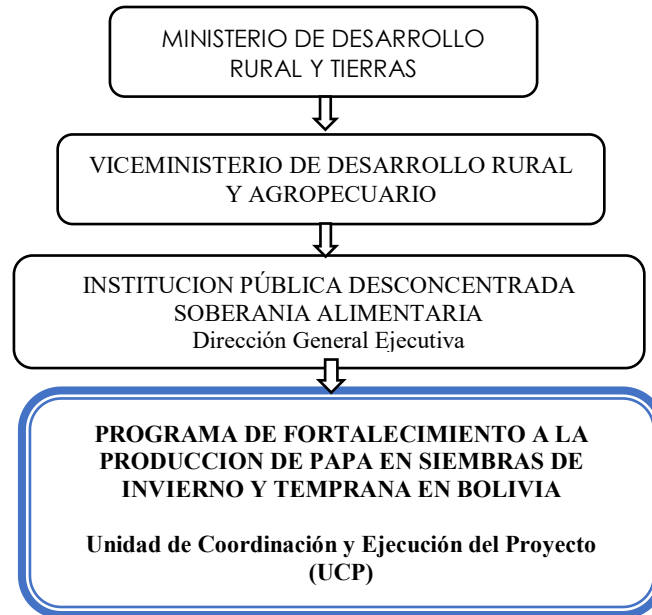 MINISTERIO DE DESARROLLO
RURAL Y TIERRAS
VICEMINISTERIO DE DESARROLLO RURAL
Y AGROPECUARIO
INSTITUCION PÚBLICA DESCONCENTRADA
SOBERANIA ALIMENTARIA
Dirección General Ejecutiva
PROGRAMA DE FORTALECIMIENTO A LA
PRODUCCION DE PAPA EN SIEMBRAS DE
INVIERNO Y TEMPRANA EN BOLIVIA
Unidad de Coordinación y Ejecución del Proyecto
(UCP)